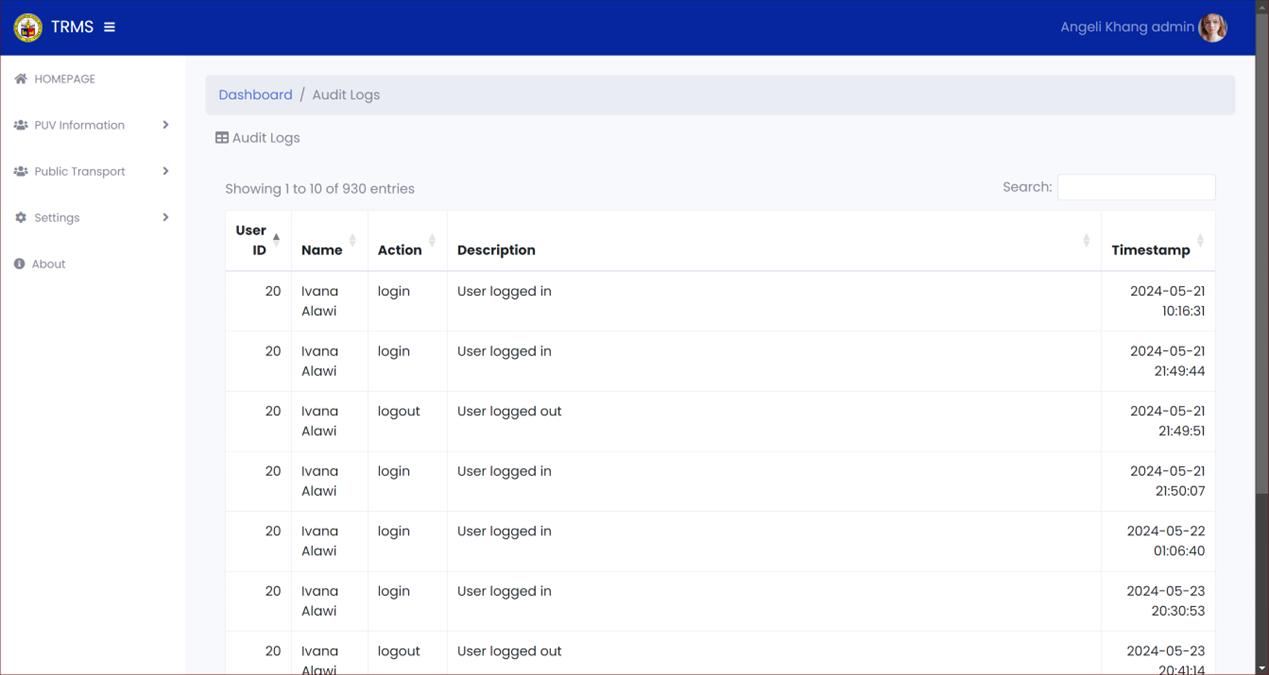 TRMS
Angeli Khang admin
HOMEPAGE
PUV Information
Public Transport
Settings
About
Dashboard / Audit Logs
Audit Logs
Showing 1 to 10 of 930 entries
Search:
User ID Name Action Description Timestamp
20 Ivana Alawi login User logged in 2024-05-21 10:16:31
20 Ivana Alawi login User logged in 2024-05-21 21:49:44
20 Ivana Alawi logout User logged out 2024-05-21 21:49:51
20 Ivana Alawi login User logged in 2024-05-21 21:50:07
20 Ivana Alawi login User logged in 2024-05-22 01:06:40
20 Ivana Alawi login User logged in 2024-05-23 20:30:53
20 Ivana Alawi logout User logged out 2024-05-23 20:41:14